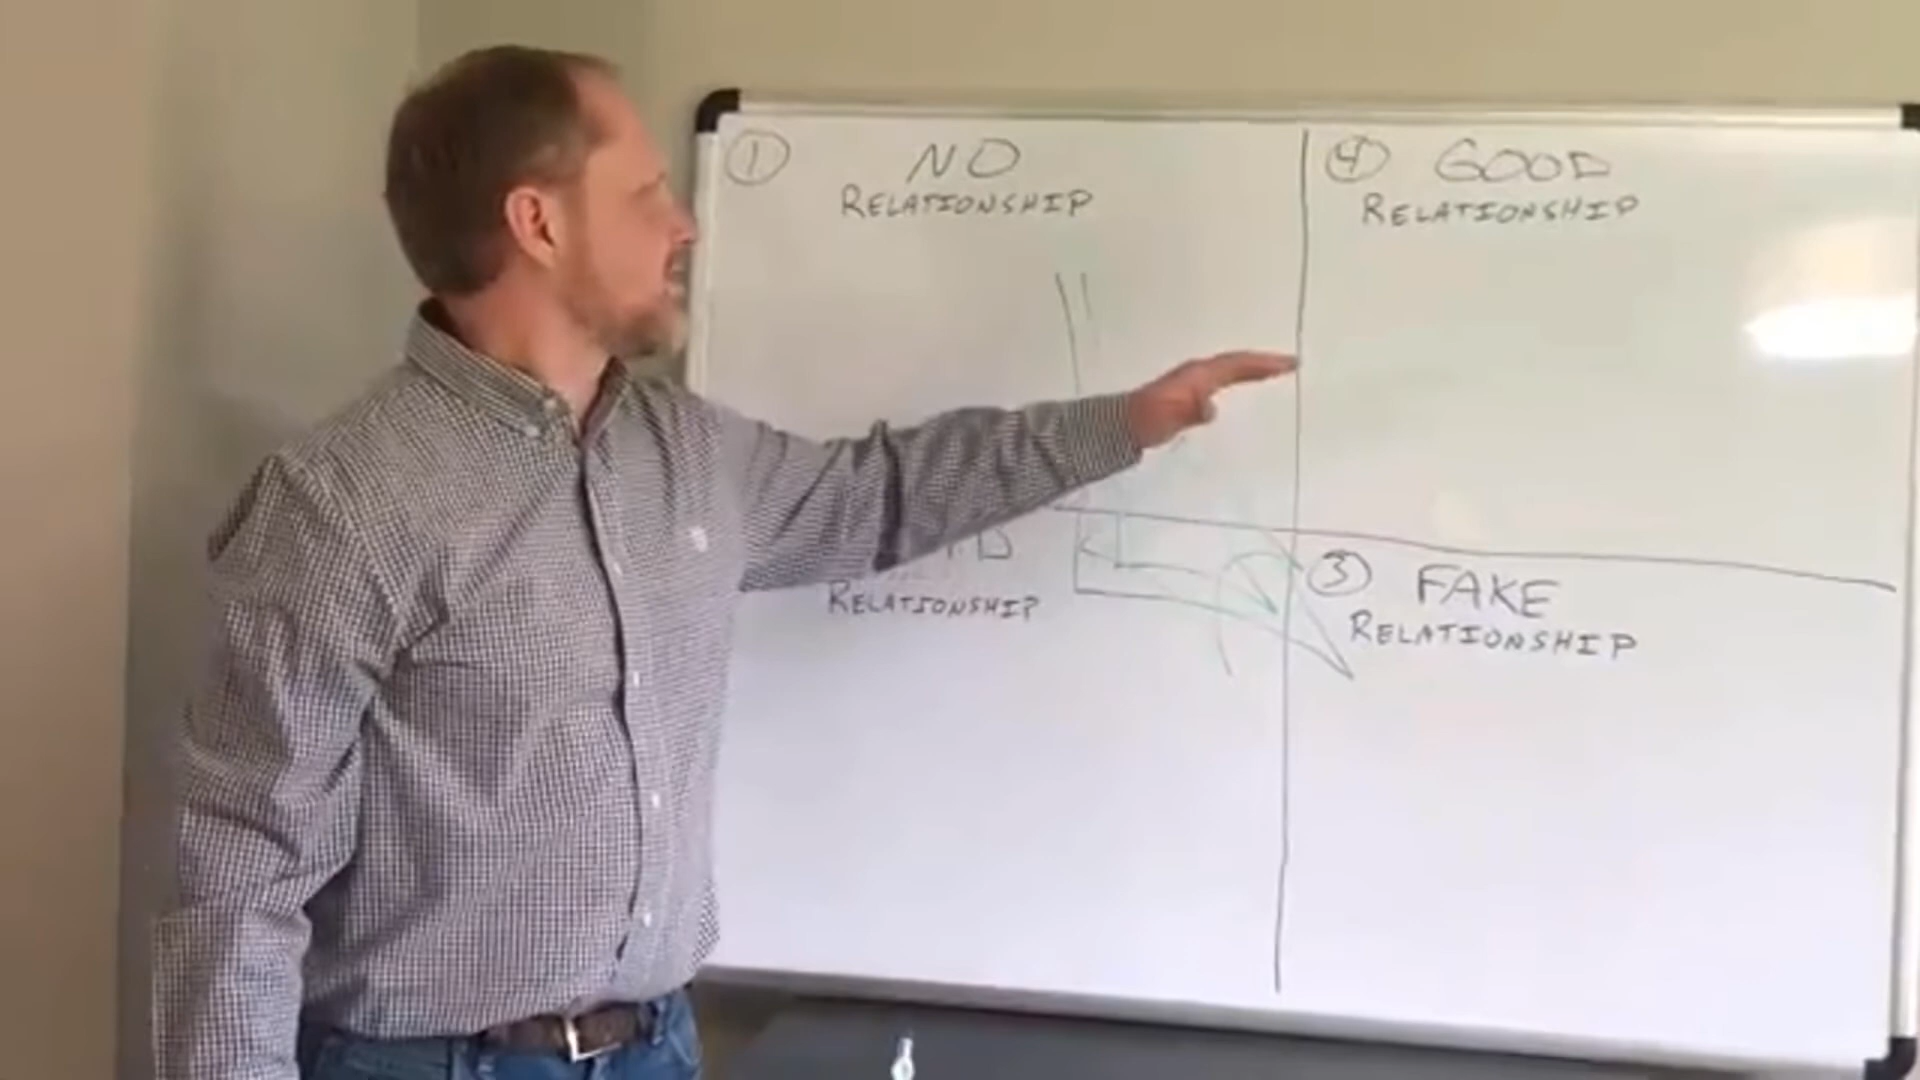 ① NO
RELATIONSHIP
④ GOOD
RELATIONSHIP
RELATIONSHIP
③ FAKE
RELATIONSHIP